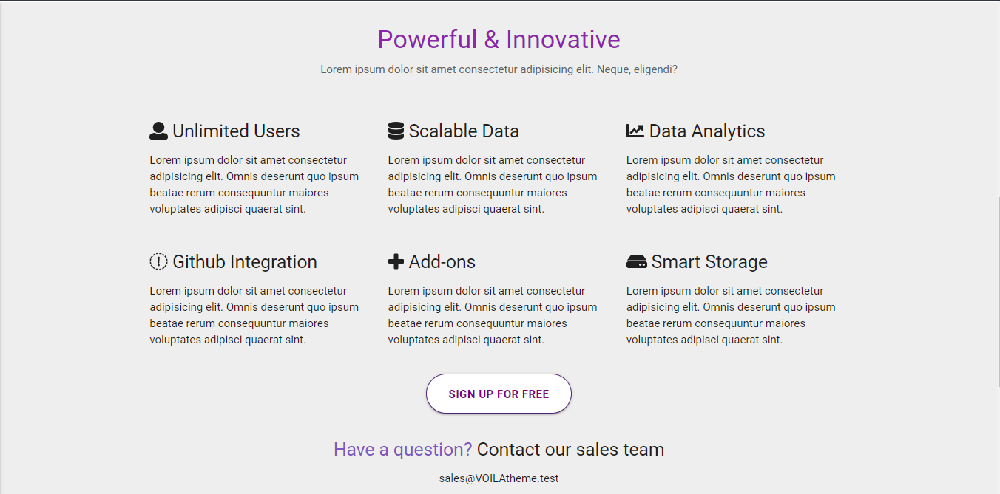 Powerful & Innovative
Lorem ipsum dolor sit amet consectetur adipisicing elit. Neque, eligendi?
Unlimited Users
Lorem ipsum dolor sit amet consectetur
adipisicing elit. Omnis deserunt quo ipsum
beatae rerum consequuntur maiores
voluptates adipisci quaerat sint.
Scalable Data
Lorem ipsum dolor sit amet consectetur
adipisicing elit. Omnis deserunt quo ipsum
beatae rerum consequuntur maiores
voluptates adipisci quaerat sint.
Data Analytics
Lorem ipsum dolor sit amet consectetur
adipisicing elit. Omnis deserunt quo ipsum
beatae rerum consequuntur maiores
voluptates adipisci quaerat sint.
Github Integration
Lorem ipsum dolor sit amet consectetur
adipisicing elit. Omnis deserunt quo ipsum
beatae rerum consequuntur maiores
voluptates adipisci quaerat sint.
Add-ons
Lorem ipsum dolor sit amet consectetur
adipisicing elit. Omnis deserunt quo ipsum
beatae rerum consequuntur maiores
voluptates adipisci quaerat sint.
Smart Storage
Lorem ipsum dolor sit amet consectetur
adipisicing elit. Omnis deserunt quo ipsum
beatae rerum consequuntur maiores
voluptates adipisci quaerat sint.
SIGN UP FOR FREE
Have a question? Contact our sales team
sales@VOILAtheme.test